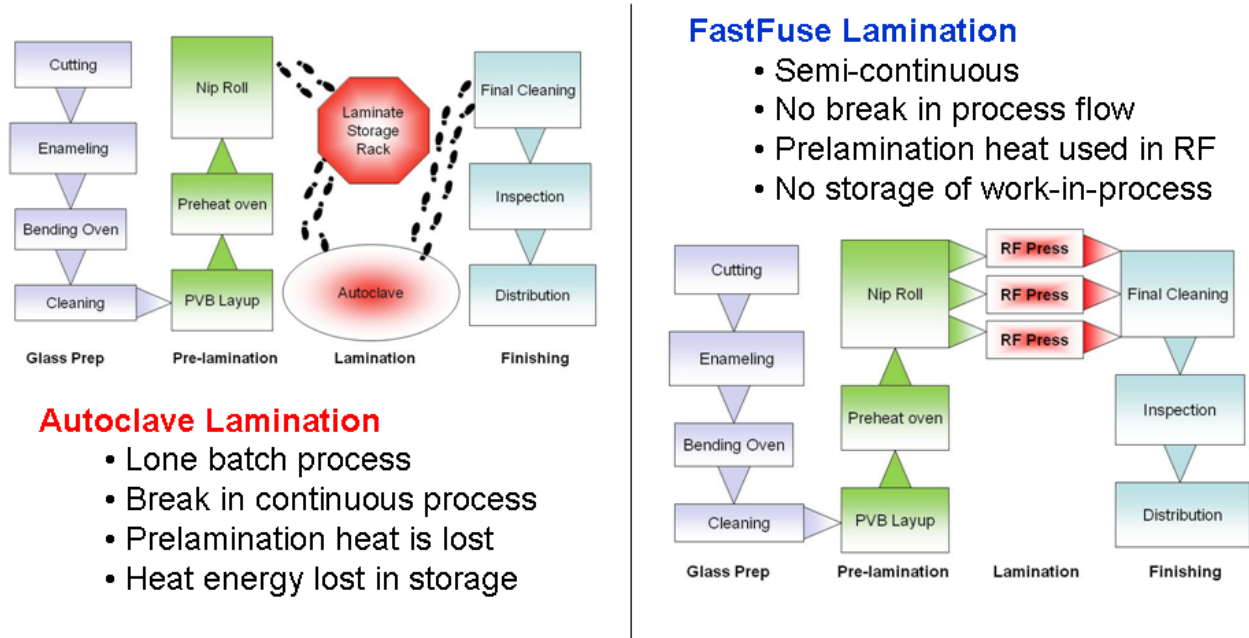 Cutting
Enameling
Bending Oven
Cleaning
Nip Roll
Preheat oven
PVB Layup
Laminate
Storage
Rack
Autoclave
Final Cleaning
Inspection
Distribution
Glass Prep
Pre-lamination
Lamination
Finishing
Autoclave Lamination
• Lone batch process
• Break in continuous process
• Prelamination heat is lost
• Heat energy lost in storage
FastFuse Lamination
• Semi-continuous
• No break in process flow
• Prelamination heat used in RF
• No storage of work-in-process
Cutting
Enameling
Bending Oven
Cleaning
Nip Roll
Preheat oven
PVB Layup
RF Press
RF Press
RF Press
Final Cleaning
Inspection
Distribution
Glass Prep
Pre-lamination
Lamination
Finishing